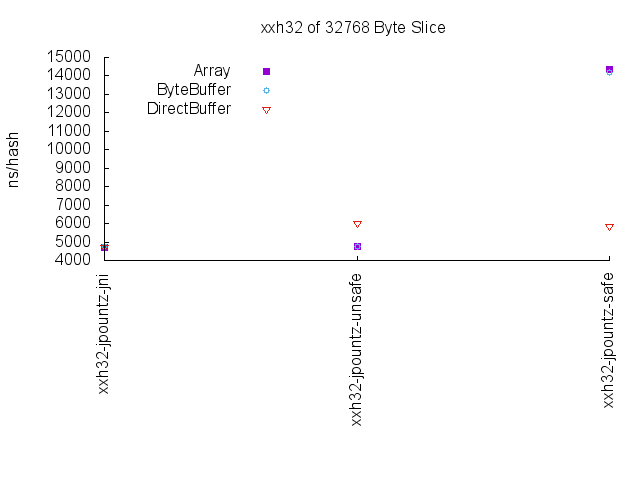 xxh32 of 32768 Byte Slice
15000
14000
13000
12000
11000
10000
9000
8000
7000
6000
5000
4000
ns/hash
Array
ByteBuffer
DirectBuffer
xxh32-jpountz-jni
xxh32-jpountz-unsafe
xxh32-jpountz-safe